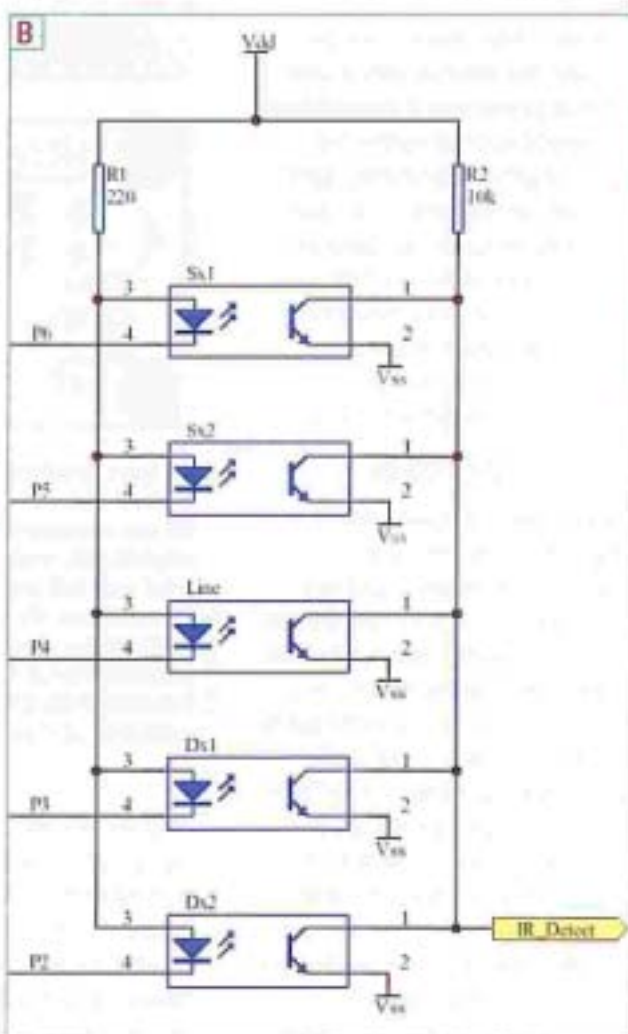 B
Vdd
R1
220
R2
10k
Sx1
3
1
P6
4
2
Vss
Sx2
3
1
P5
4
2
Vss
Line
3
1
P4
4
2
Vss
Dx1
3
1
P3
4
2
Vss
Dx2
3
1
IR_Detect
P2
4
2
Vss